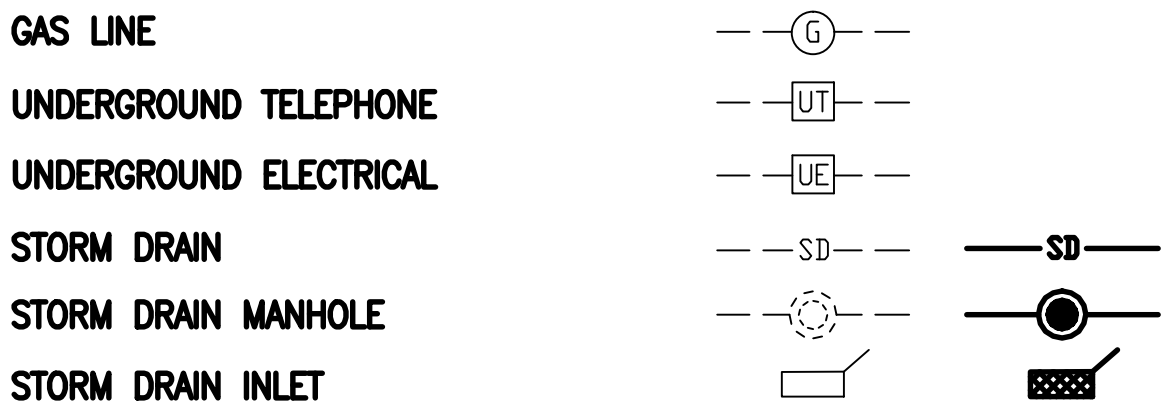 GAS LINE G
UNDERGROUND TELEPHONE UT
UNDERGROUND ELECTRICAL UE
STORM DRAIN SD SD
STORM DRAIN MANHOLE
STORM DRAIN INLET